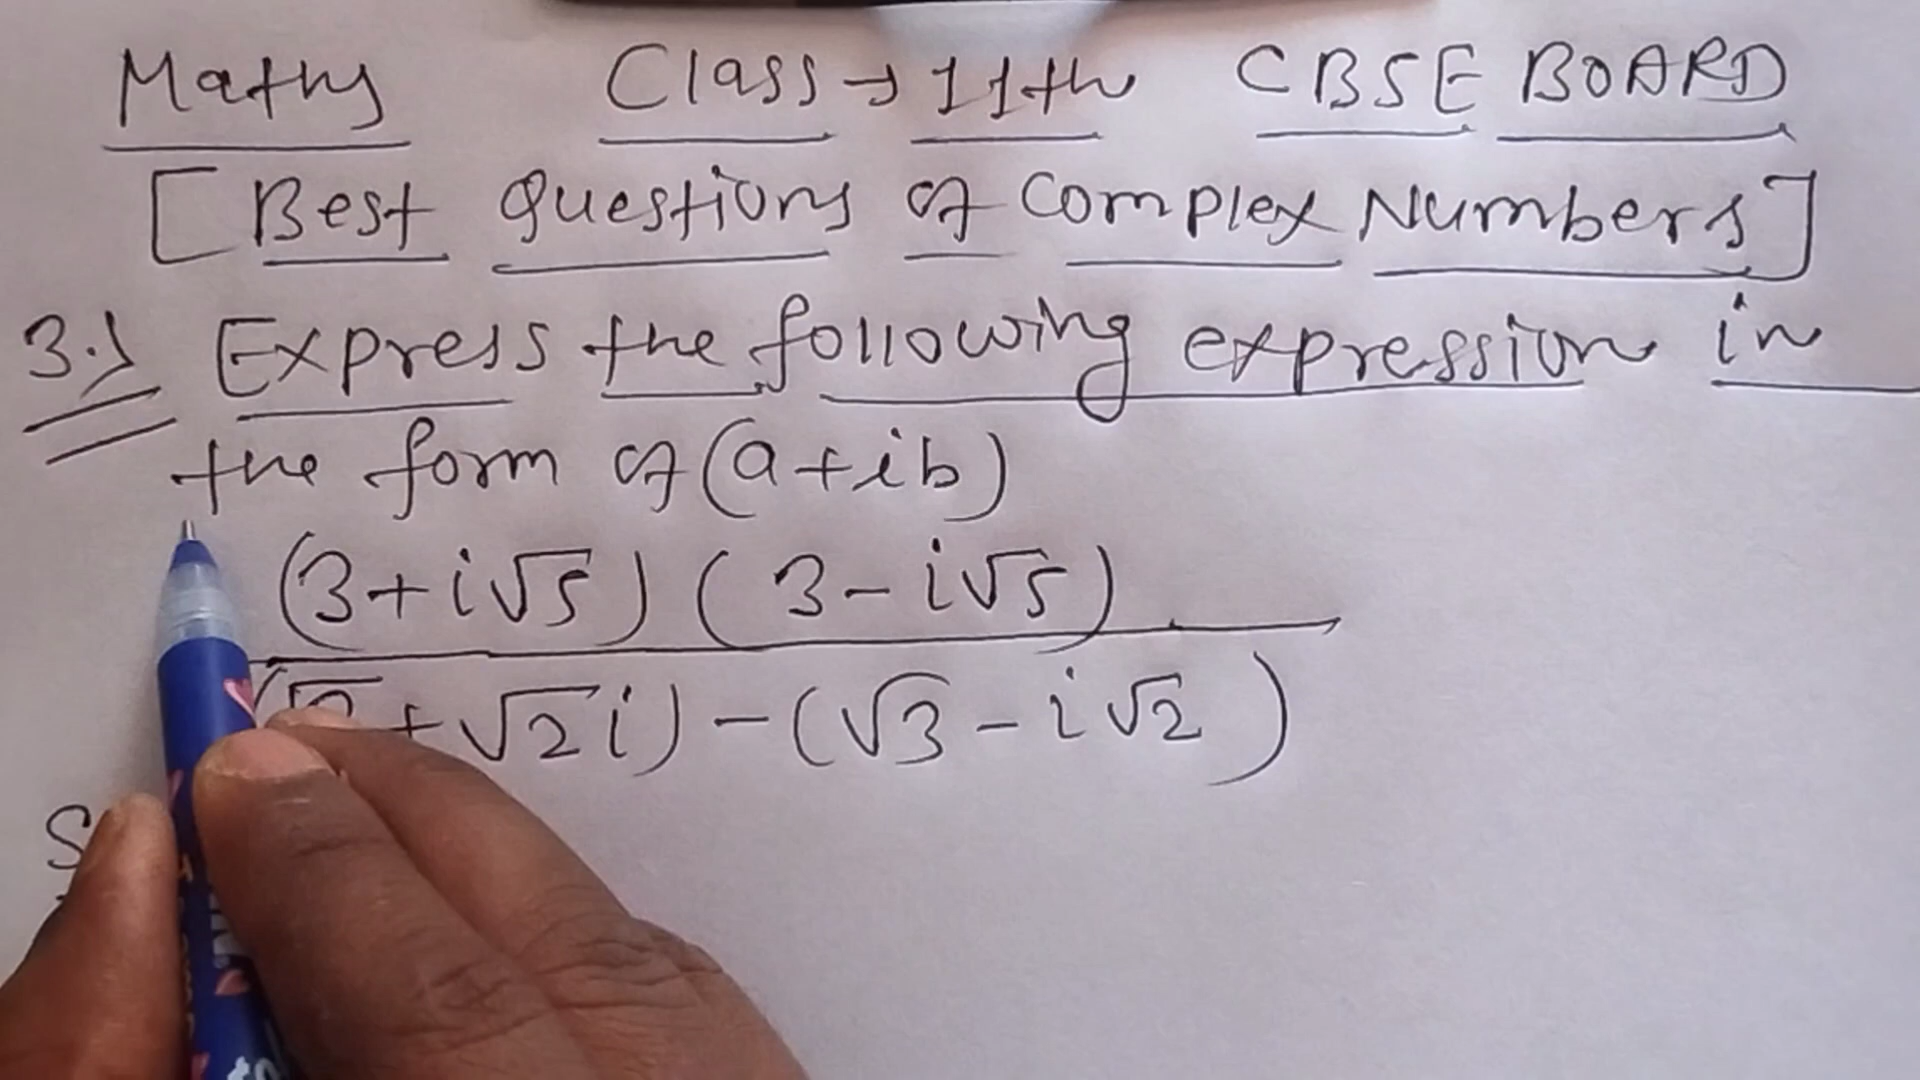 Maths Class → 11th CBSE BOARD
[Best Questions of Complex Numbers]
3.) Express the following expression in
the form of (a+ib)
(3+i√5) (3-i√5)
+ √2i) - (√3 - i√2)
S